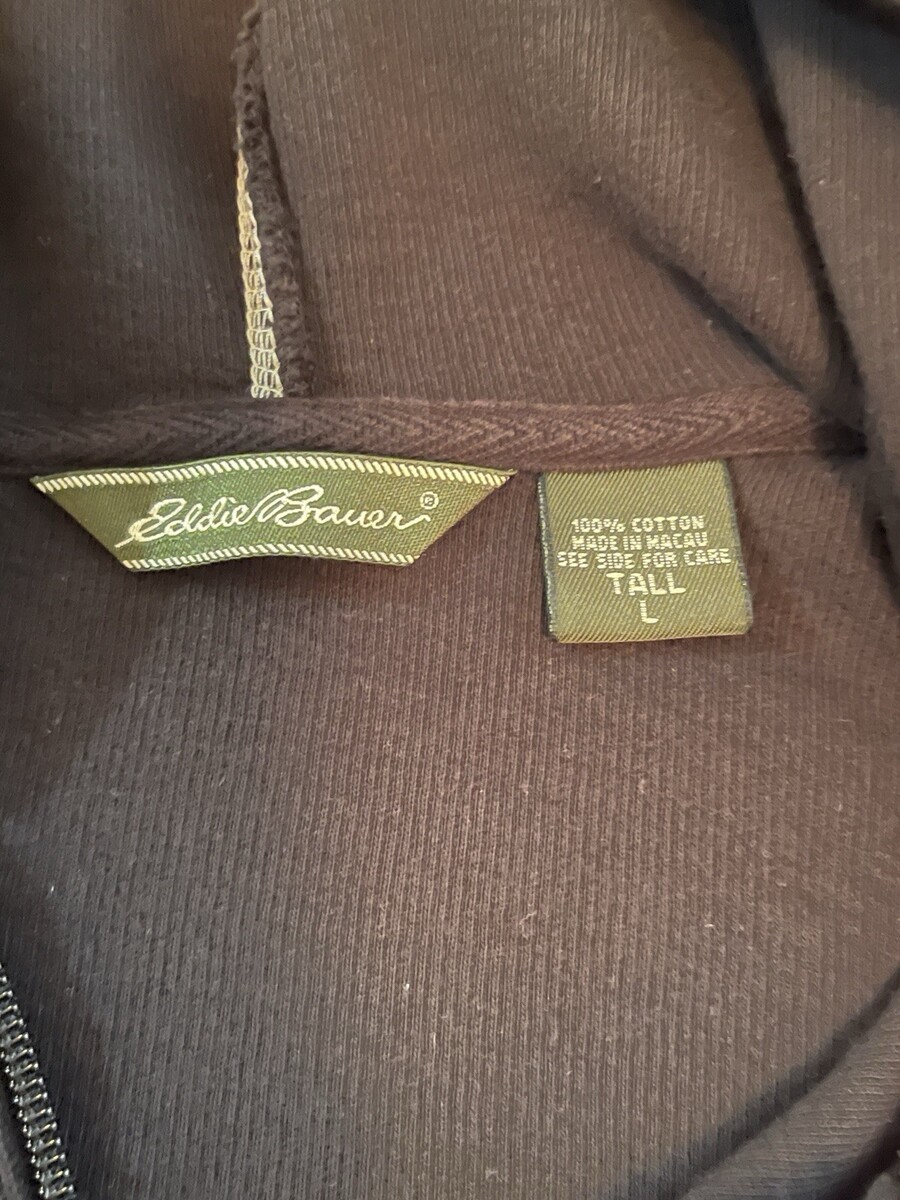 Eddie Bauer®
100% COTTON
MADE IN MACAU
SEE SIDE FOR CARE
TALL
L